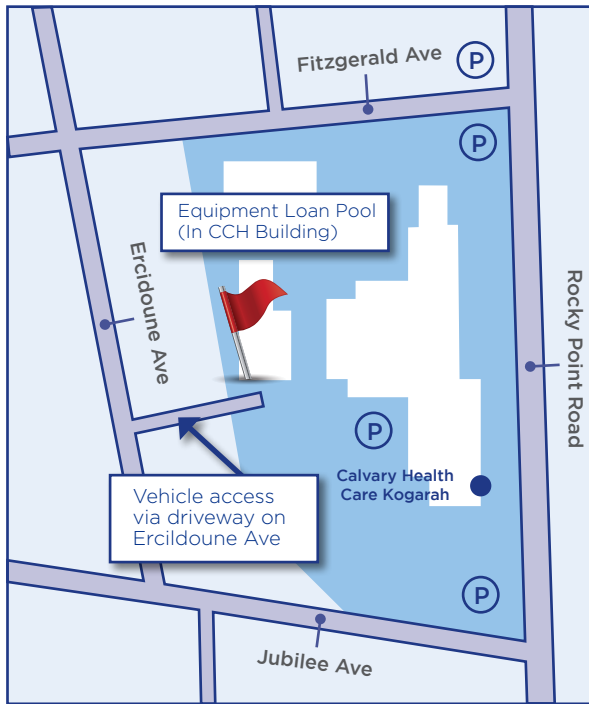 Fitzgerald Ave
P
P
Equipment Loan Pool
(In CCH Building)
Ercidoune Ave
Rocky Point Road
P
Calvary Health
Care Kogarah
Vehicle access
via driveway on
Ercildoune Ave
P
Jubilee Ave